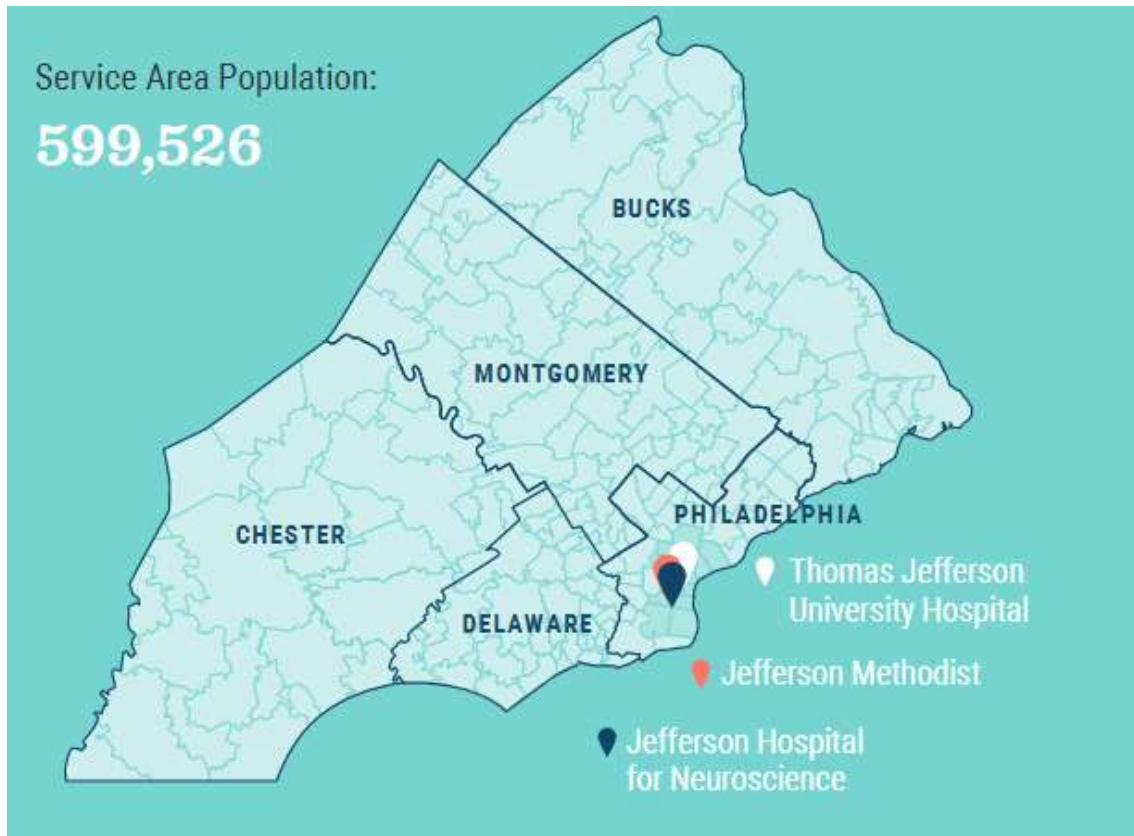 Service Area Population:
599,526
BUCKS
MONTGOMERY
PHILADELPHIA
CHESTER
DELAWARE
Thomas Jefferson
University Hospital
Jefferson Methodist
Jefferson Hospital
for Neuroscience